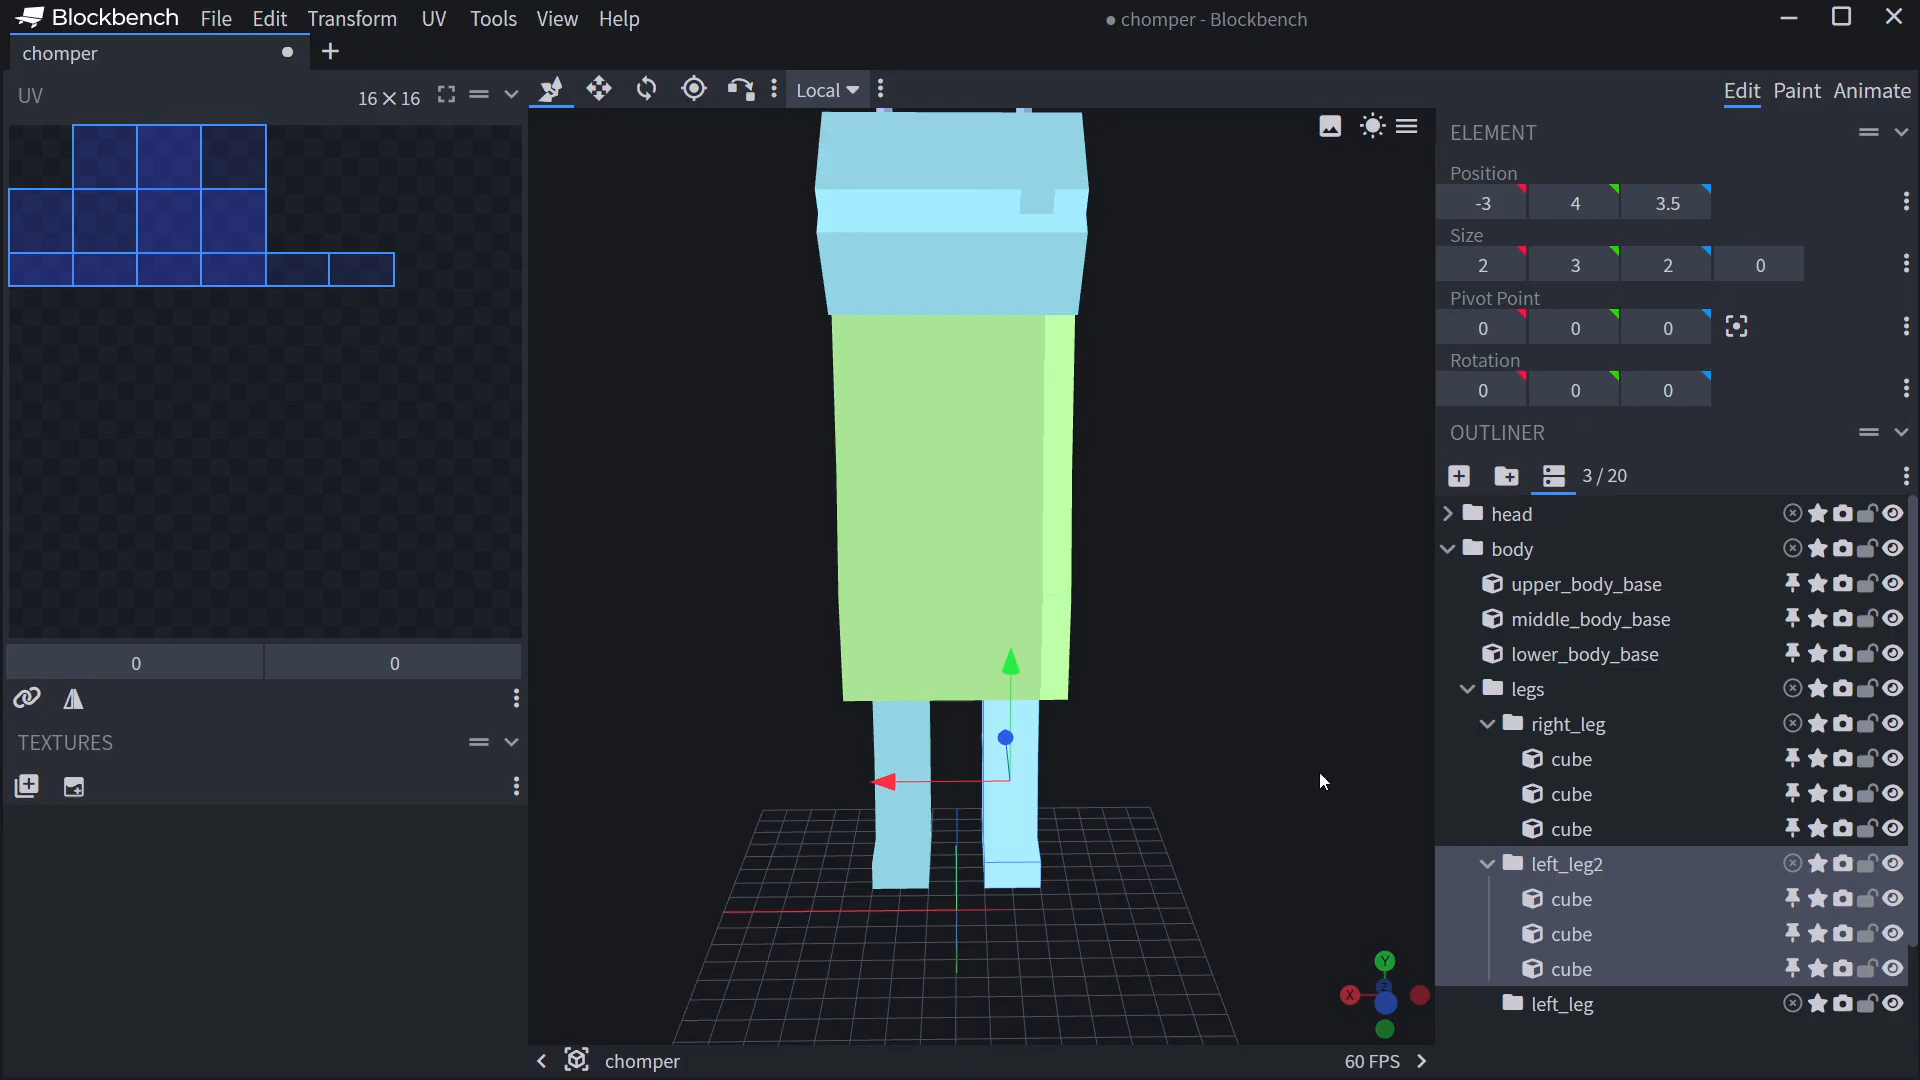 Blockbench File Edit Transform UV Tools View Help
● chomper - Blockbench
chomper
UV
16×16
Local
Edit Paint Animate
ELEMENT
Position
-3 4 3.5
Size
2 3 2 0
Pivot Point
0 0 0
Rotation
0 0 0
OUTLINER
3 / 20
head
body
upper_body_base
middle_body_base
lower_body_base
legs
right_leg
cube
cube
cube
left_leg2
cube
cube
cube
left_leg
0 0
TEXTURES
Y
X
Z
chomper
60 FPS